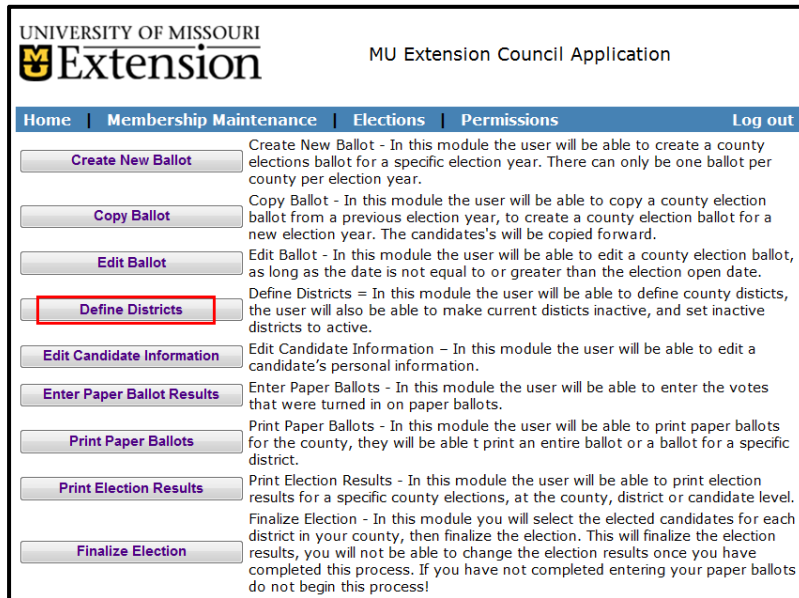 UNIVERSITY OF MISSOURI
Extension
MU Extension Council Application
Home | Membership Maintenance | Elections | Permissions Log out
Create New Ballot
Create New Ballot - In this module the user will be able to create a county
elections ballot for a specific election year. There can only be one ballot per
county per election year.
Copy Ballot
Copy Ballot - In this module the user will be able to copy a county election
ballot from a previous election year, to create a county election ballot for a
new election year. The candidates's will be copied forward.
Edit Ballot
Edit Ballot - In this module the user will be able to edit a county election ballot,
as long as the date is not equal to or greater than the election open date.
Define Districts
Define Districts = In this module the user will be able to define county disticts,
the user will also be able to make current disticts inactive, and set inactive
districts to active.
Edit Candidate Information
Edit Candidate Information – In this module the user will be able to edit a
candidate's personal information.
Enter Paper Ballot Results
Enter Paper Ballots - In this module the user will be able to enter the votes
that were turned in on paper ballots.
Print Paper Ballots
Print Paper Ballots - In this module the user will be able to print paper ballots
for the county, they will be able t print an entire ballot or a ballot for a specific
district.
Print Election Results
Print Election Results - In this module the user will be able to print election
results for a specific county elections, at the county, district or candidate level.
Finalize Election
Finalize Election - In this module you will select the elected candidates for each
district in your county, then finalize the election. This will finalize the election
results, you will not be able to change the election results once you have
completed this process. If you have not completed entering your paper ballots
do not begin this process!